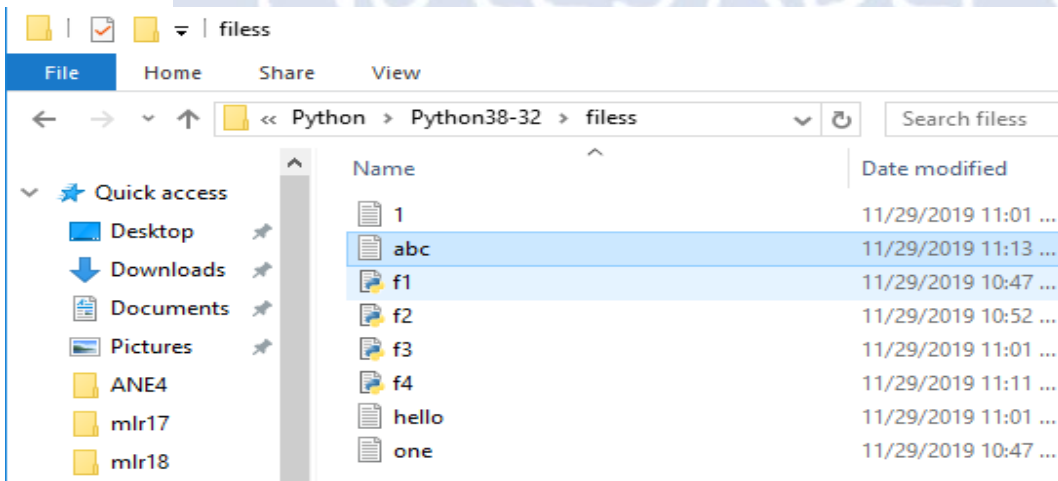 filess
File Home Share View
« Python > Python38-32 > filess Search filess
Name Date modified
Quick access
Desktop
Downloads
Documents
Pictures
ANE4
mlr17
mlr18
1 11/29/2019 11:01 ...
abc 11/29/2019 11:13 ...
f1 11/29/2019 10:47 ...
f2 11/29/2019 10:52 ...
f3 11/29/2019 11:01 ...
f4 11/29/2019 11:11 ...
hello 11/29/2019 11:01 ...
one 11/29/2019 10:47 ...